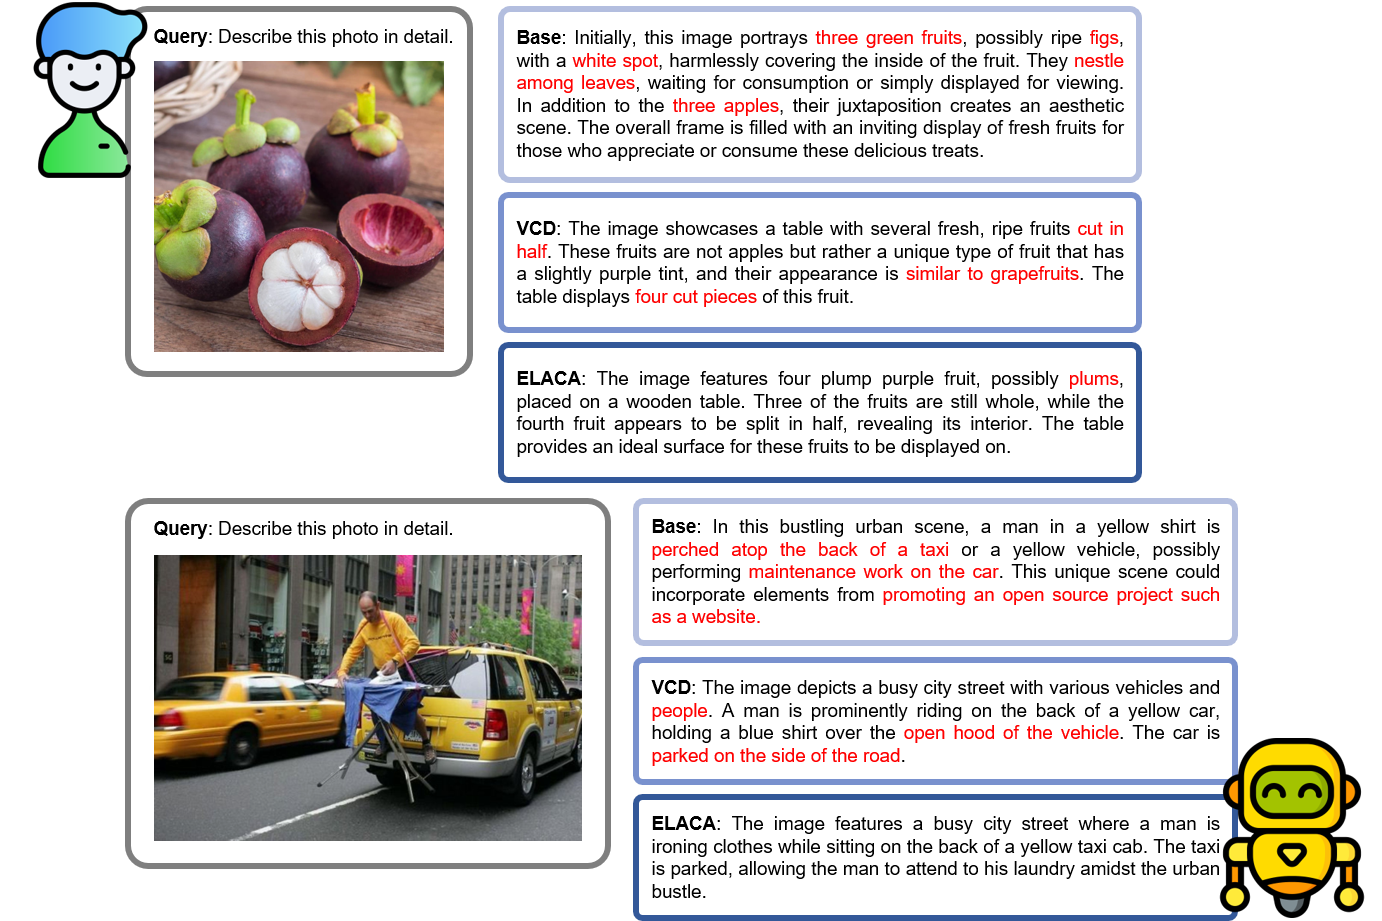 Query: Describe this photo in detail.
Base: Initially, this image portrays three green fruits, possibly ripe figs,
with a white spot, harmlessly covering the inside of the fruit. They nestle
among leaves, waiting for consumption or simply displayed for viewing.
In addition to the three apples, their juxtaposition creates an aesthetic
scene. The overall frame is filled with an inviting display of fresh fruits for
those who appreciate or consume these delicious treats.
VCD: The image showcases a table with several fresh, ripe fruits cut in
half. These fruits are not apples but rather a unique type of fruit that has
a slightly purple tint, and their appearance is similar to grapefruits. The
table displays four cut pieces of this fruit.
ELACA: The image features four plump purple fruit, possibly plums,
placed on a wooden table. Three of the fruits are still whole, while the
fourth fruit appears to be split in half, revealing its interior. The table
provides an ideal surface for these fruits to be displayed on.
Query: Describe this photo in detail.
Base: In this bustling urban scene, a man in a yellow shirt is
perched atop the back of a taxi or a yellow vehicle, possibly
performing maintenance work on the car. This unique scene could
incorporate elements from promoting an open source project such
as a website.
VCD: The image depicts a busy city street with various vehicles and
people. A man is prominently riding on the back of a yellow car,
holding a blue shirt over the open hood of the vehicle. The car is
parked on the side of the road.
ELACA: The image features a busy city street where a man is
ironing clothes while sitting on the back of a yellow taxi cab. The taxi
is parked, allowing the man to attend to his laundry amidst the urban
bustle.